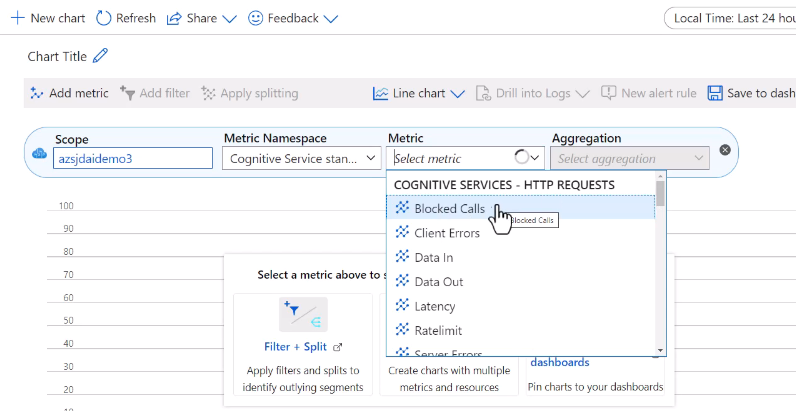 New chart Refresh Share Feedback Local Time: Last 24 hou
Chart Title
Add metric Add filter Apply splitting Line chart Drill into Logs New alert rule Save to dash
Scope Metric Namespace Metric Aggregation
azsjdaidemo3 Cognitive Service stan... Select metric Select aggregation
COGNITIVE SERVICES - HTTP REQUESTS
Blocked Calls
Blocked Calls
Client Errors
Data In
Data Out
Latency
Ratelimit
Server Errors
100
90
80
70
60
50
40
30
20
10
Select a metric above to s
Filter + Split
Apply filters and splits to
identify outlying segments
Create charts with multiple
metrics and resources
dashboards
Pin charts to your dashboards